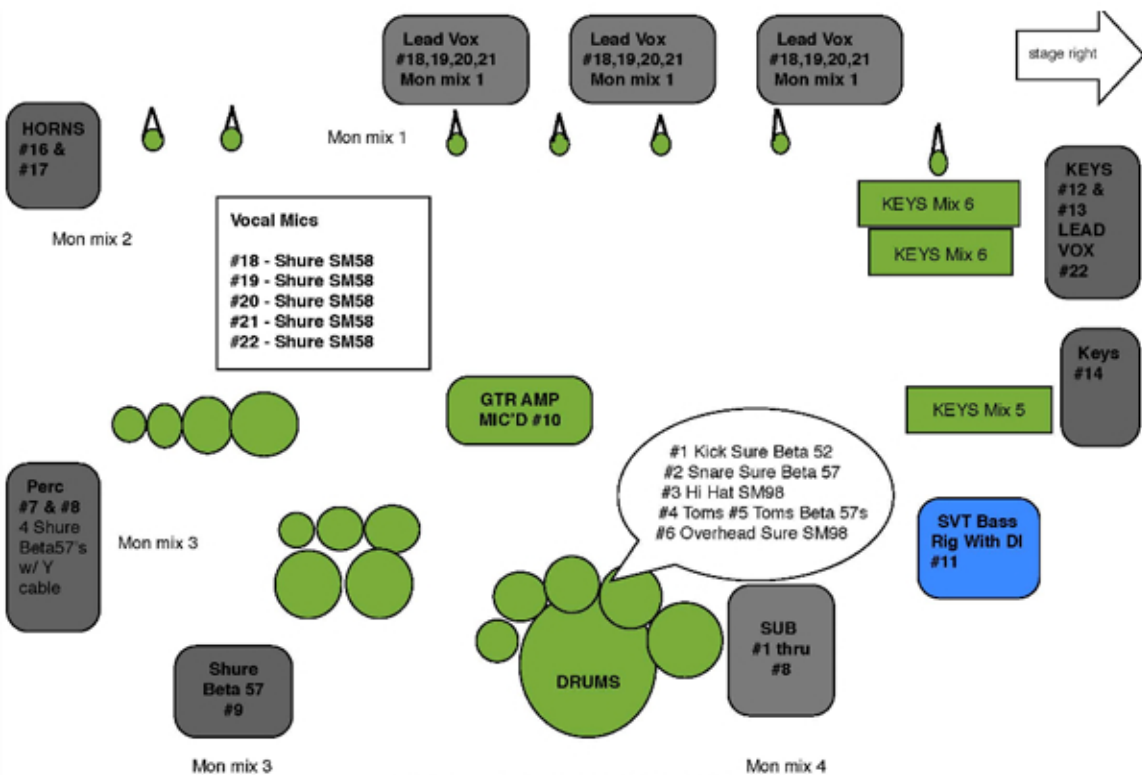 Lead Vox
#18,19,20,21
Mon mix 1
Lead Vox
#18,19,20,21
Mon mix 1
Lead Vox
#18,19,20,21
Mon mix 1
stage right
HORNS
#16 &
#17
Mon mix 1
Mon mix 2
Vocal Mics
#18 - Shure SM58
#19 - Shure SM58
#20 - Shure SM58
#21 - Shure SM58
#22 - Shure SM58
KEYS Mix 6
KEYS Mix 6
KEYS
#12 &
#13
LEAD
VOX
#22
Keys
#14
GTR AMP
MIC'D #10
KEYS Mix 5
#1 Kick Sure Beta 52
#2 Snare Sure Beta 57
#3 Hi Hat SM98
#4 Toms #5 Toms Beta 57s
#6 Overhead Sure SM98
Perc
#7 & #8
4 Shure
Beta57's
w/ Y
cable
Mon mix 3
SVT Bass
Rig With DI
#11
SUB
#1 thru
#8
DRUMS
Shure
Beta 57
#9
Mon mix 3
Mon mix 4